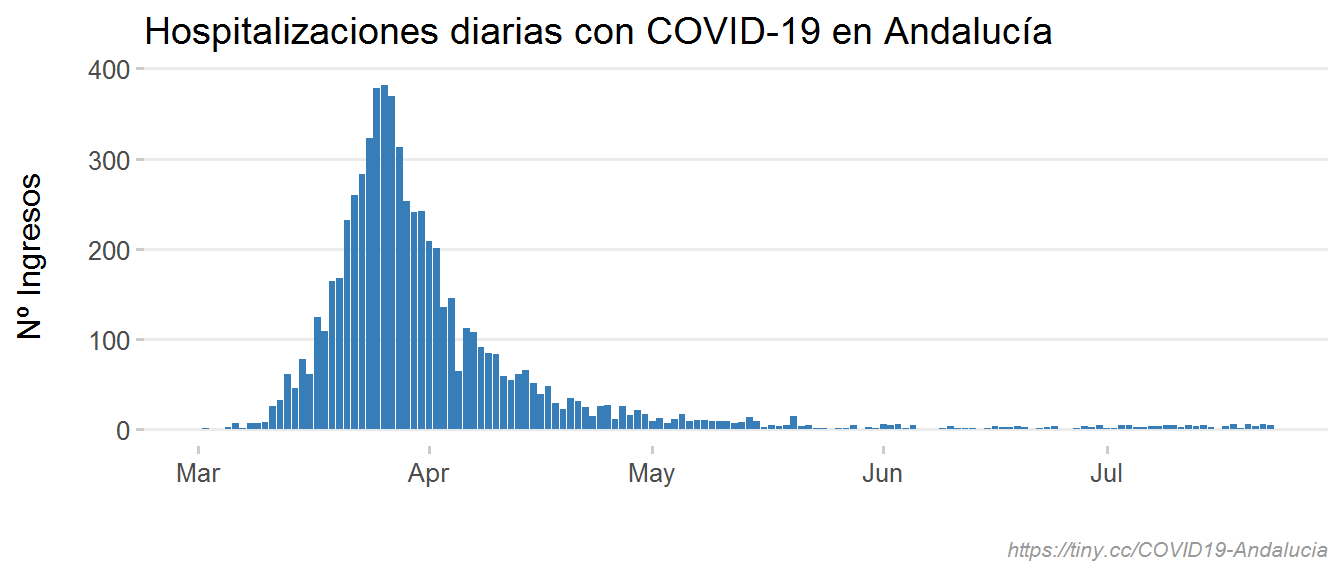 Hospitalizaciones diarias con COVID-19 en Andalucía
Nº Ingresos
400
300
200
100
0
Mar Apr May Jun Jul
https://tiny.cc/COVID19-Andalucia